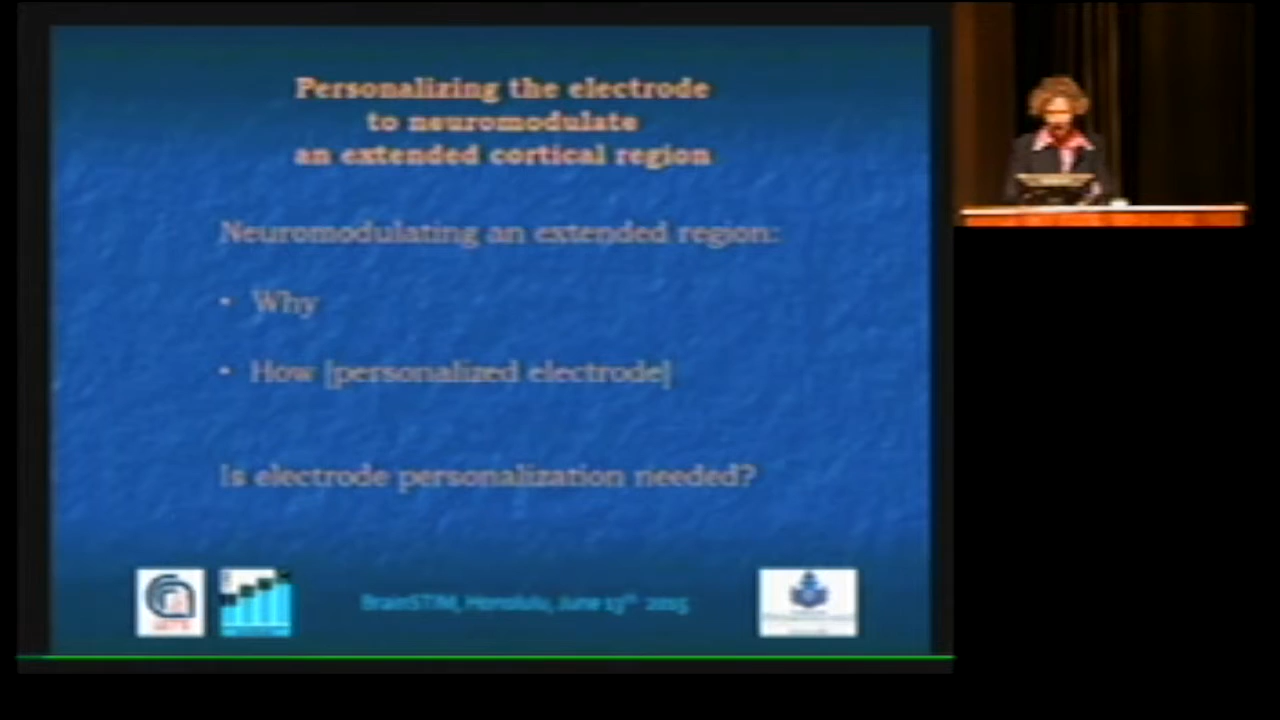 Personalizing the electrode
to neuromodulate
an extended cortical region
Neuromodulating an extended region:
• Why
• How [personalized electrode]
Is electrode personalization needed?
BrainSTIM, Honolulu, June 13th 2015